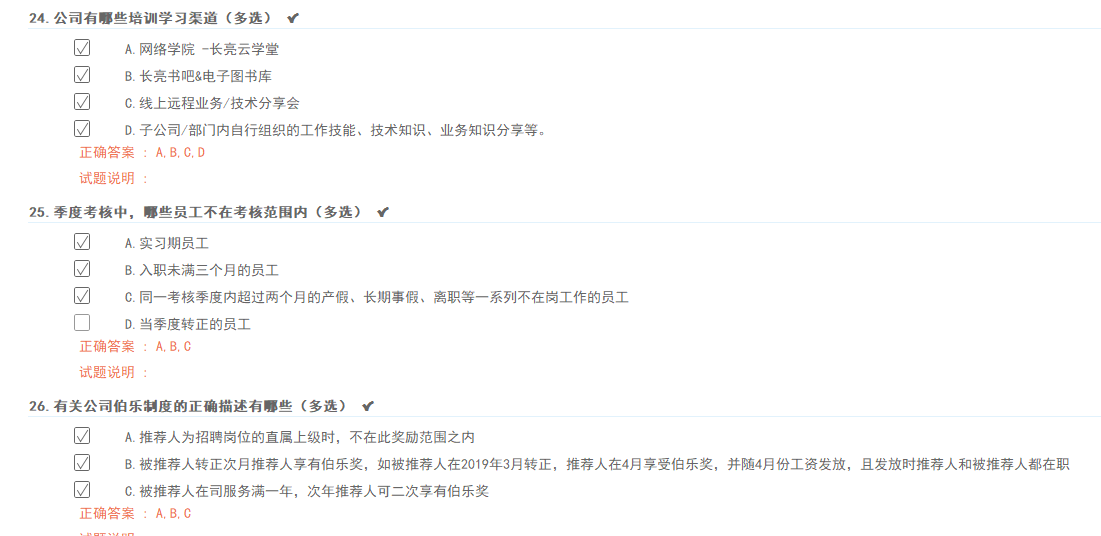 24. 公司有哪些培训学习渠道（多选） ✔
A. 网络学院 -长亮云学堂
B. 长亮书吧&电子图书库
C. 线上远程业务/技术分享会
D. 子公司/部门内自行组织的工作技能、技术知识、业务知识分享等。
正确答案 : A,B,C,D
试题说明 :
25. 季度考核中，哪些员工不在考核范围内（多选） ✔
A. 实习期员工
B. 入职未满三个月的员工
C. 同一考核季度内超过两个月的产假、长期事假、离职等一系列不在岗工作的员工
D. 当季度转正的员工
正确答案 : A,B,C
试题说明 :
26. 有关公司伯乐制度的正确描述有哪些（多选） ✔
A. 推荐人为招聘岗位的直属上级时，不在此奖励范围之内
B. 被推荐人转正次月推荐人享有伯乐奖，如被推荐人在2019年3月转正，推荐人在4月享受伯乐奖，并随4月份工资发放，且发放时推荐人和被推荐人都在职
C. 被推荐人在司服务满一年，次年推荐人可二次享有伯乐奖
正确答案 : A,B,C